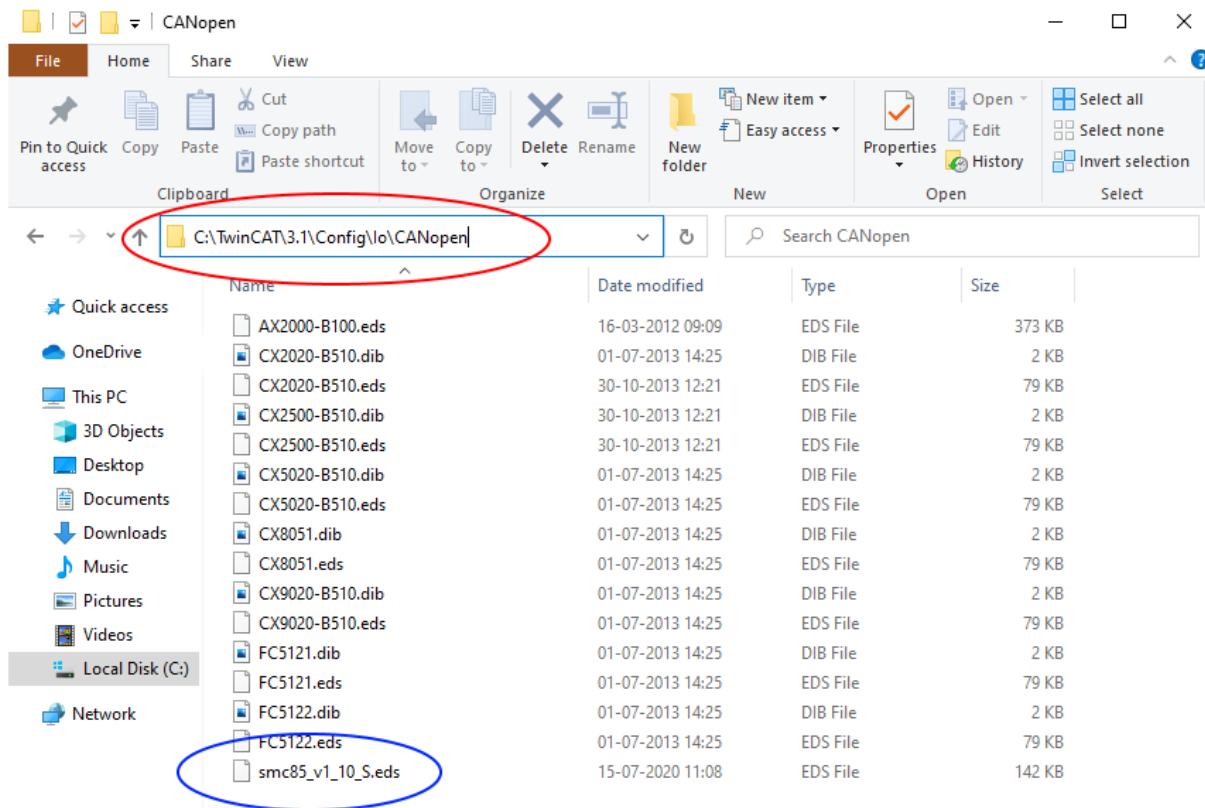 CANopen
File Home Share View
Pin to Quick access
Copy
Paste
Cut
Copy path
Paste shortcut
Clipboard
Move to
Copy to
Delete
Rename
Organize
New folder
New item
Easy access
New
Properties
Open
Edit
History
Open
Select all
Select none
Invert selection
Select
C:\TwinCAT\3.1\Config\Io\CANopen
Search CANopen
Quick access
OneDrive
This PC
3D Objects
Desktop
Documents
Downloads
Music
Pictures
Videos
Local Disk (C:)
Network
Name Date modified Type Size
AX2000-B100.eds 16-03-2012 09:09 EDS File 373 KB
CX2020-B510.dib 01-07-2013 14:25 DIB File 2 KB
CX2020-B510.eds 30-10-2013 12:21 EDS File 79 KB
CX2500-B510.dib 30-10-2013 12:21 DIB File 2 KB
CX2500-B510.eds 30-10-2013 12:21 EDS File 79 KB
CX5020-B510.dib 01-07-2013 14:25 DIB File 2 KB
CX5020-B510.eds 01-07-2013 14:25 EDS File 79 KB
CX8051.dib 01-07-2013 14:25 DIB File 2 KB
CX8051.eds 01-07-2013 14:25 EDS File 79 KB
CX9020-B510.dib 01-07-2013 14:25 DIB File 2 KB
CX9020-B510.eds 01-07-2013 14:25 EDS File 79 KB
FC5121.dib 01-07-2013 14:25 DIB File 2 KB
FC5121.eds 01-07-2013 14:25 EDS File 79 KB
FC5122.dib 01-07-2013 14:25 DIB File 2 KB
FC5122.eds 01-07-2013 14:25 EDS File 79 KB
smc85_v1_10_S.eds 15-07-2020 11:08 EDS File 142 KB